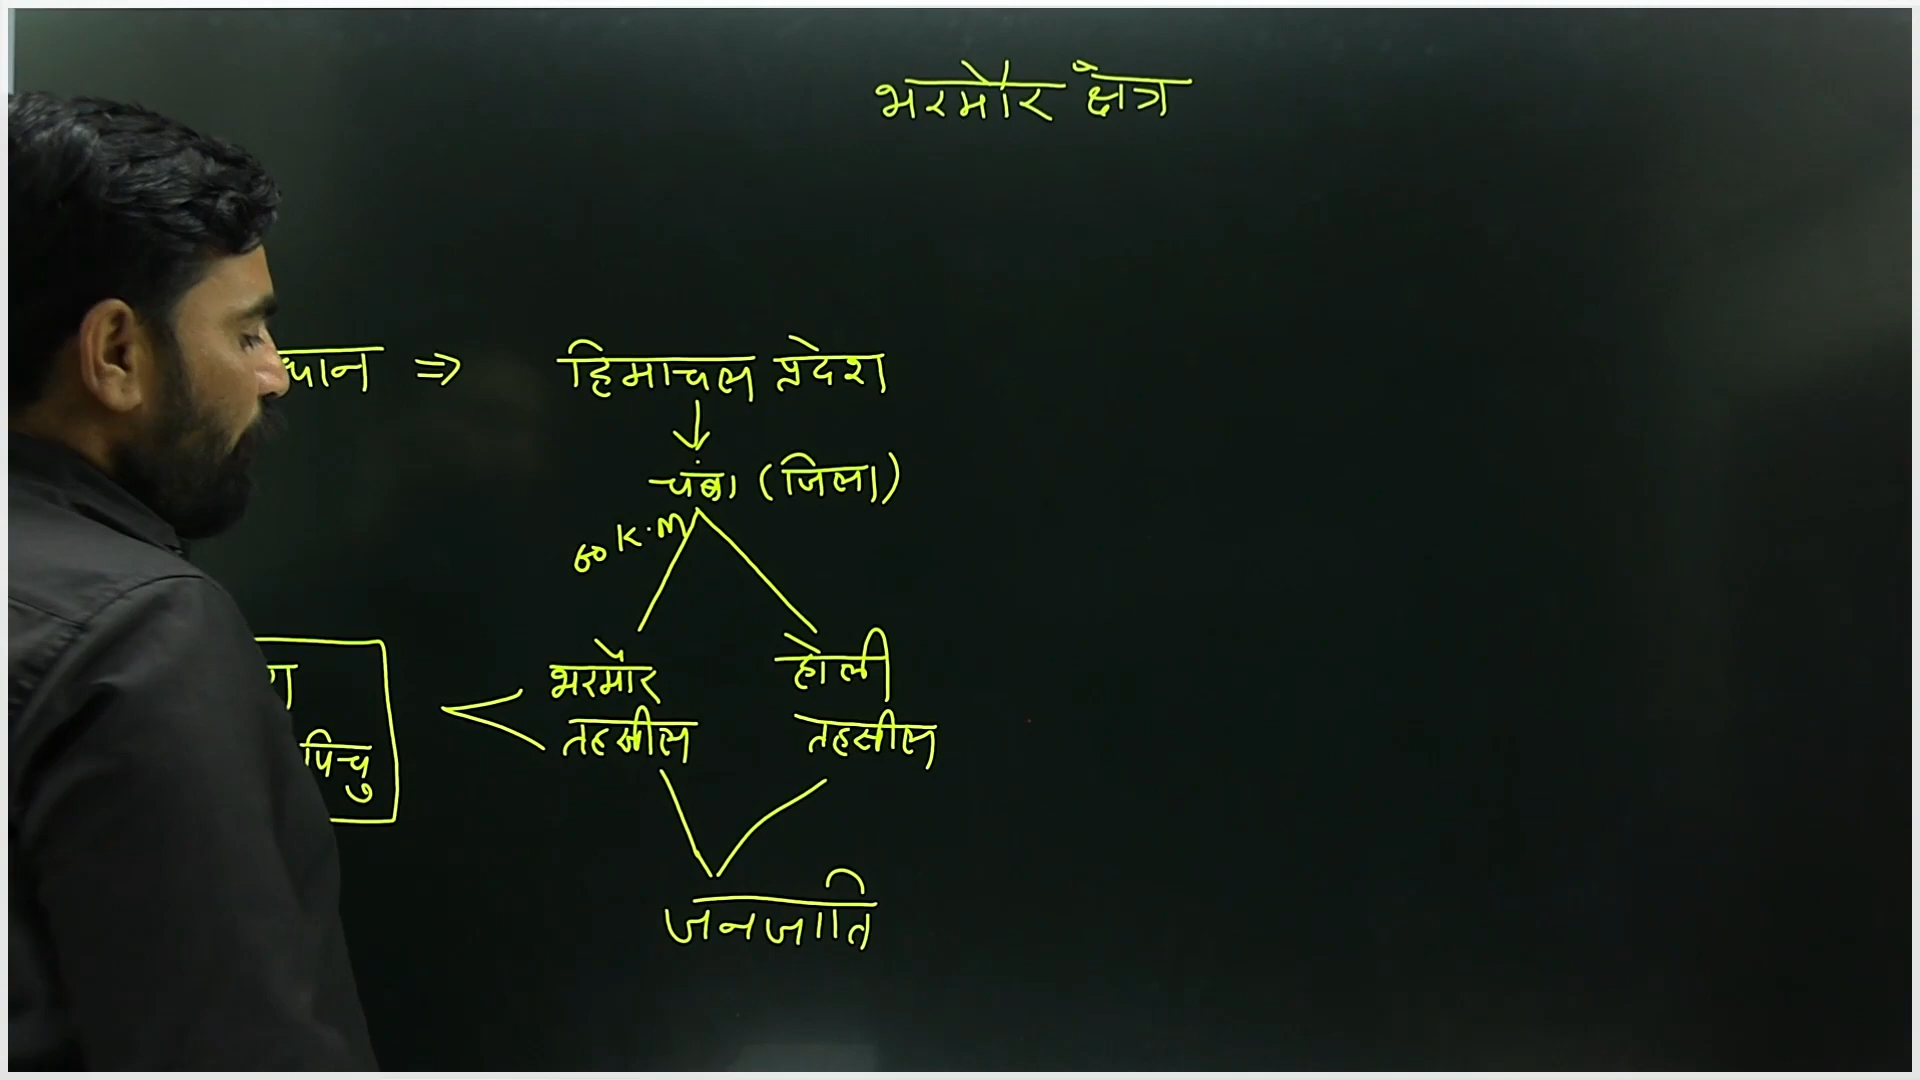 भरमौर क्षेत्र
⇒ हिमाचल प्रदेश
↓
चंबा (जिला)
60 K.M
भरमौर होली
तहसील तहसील
जनजाति